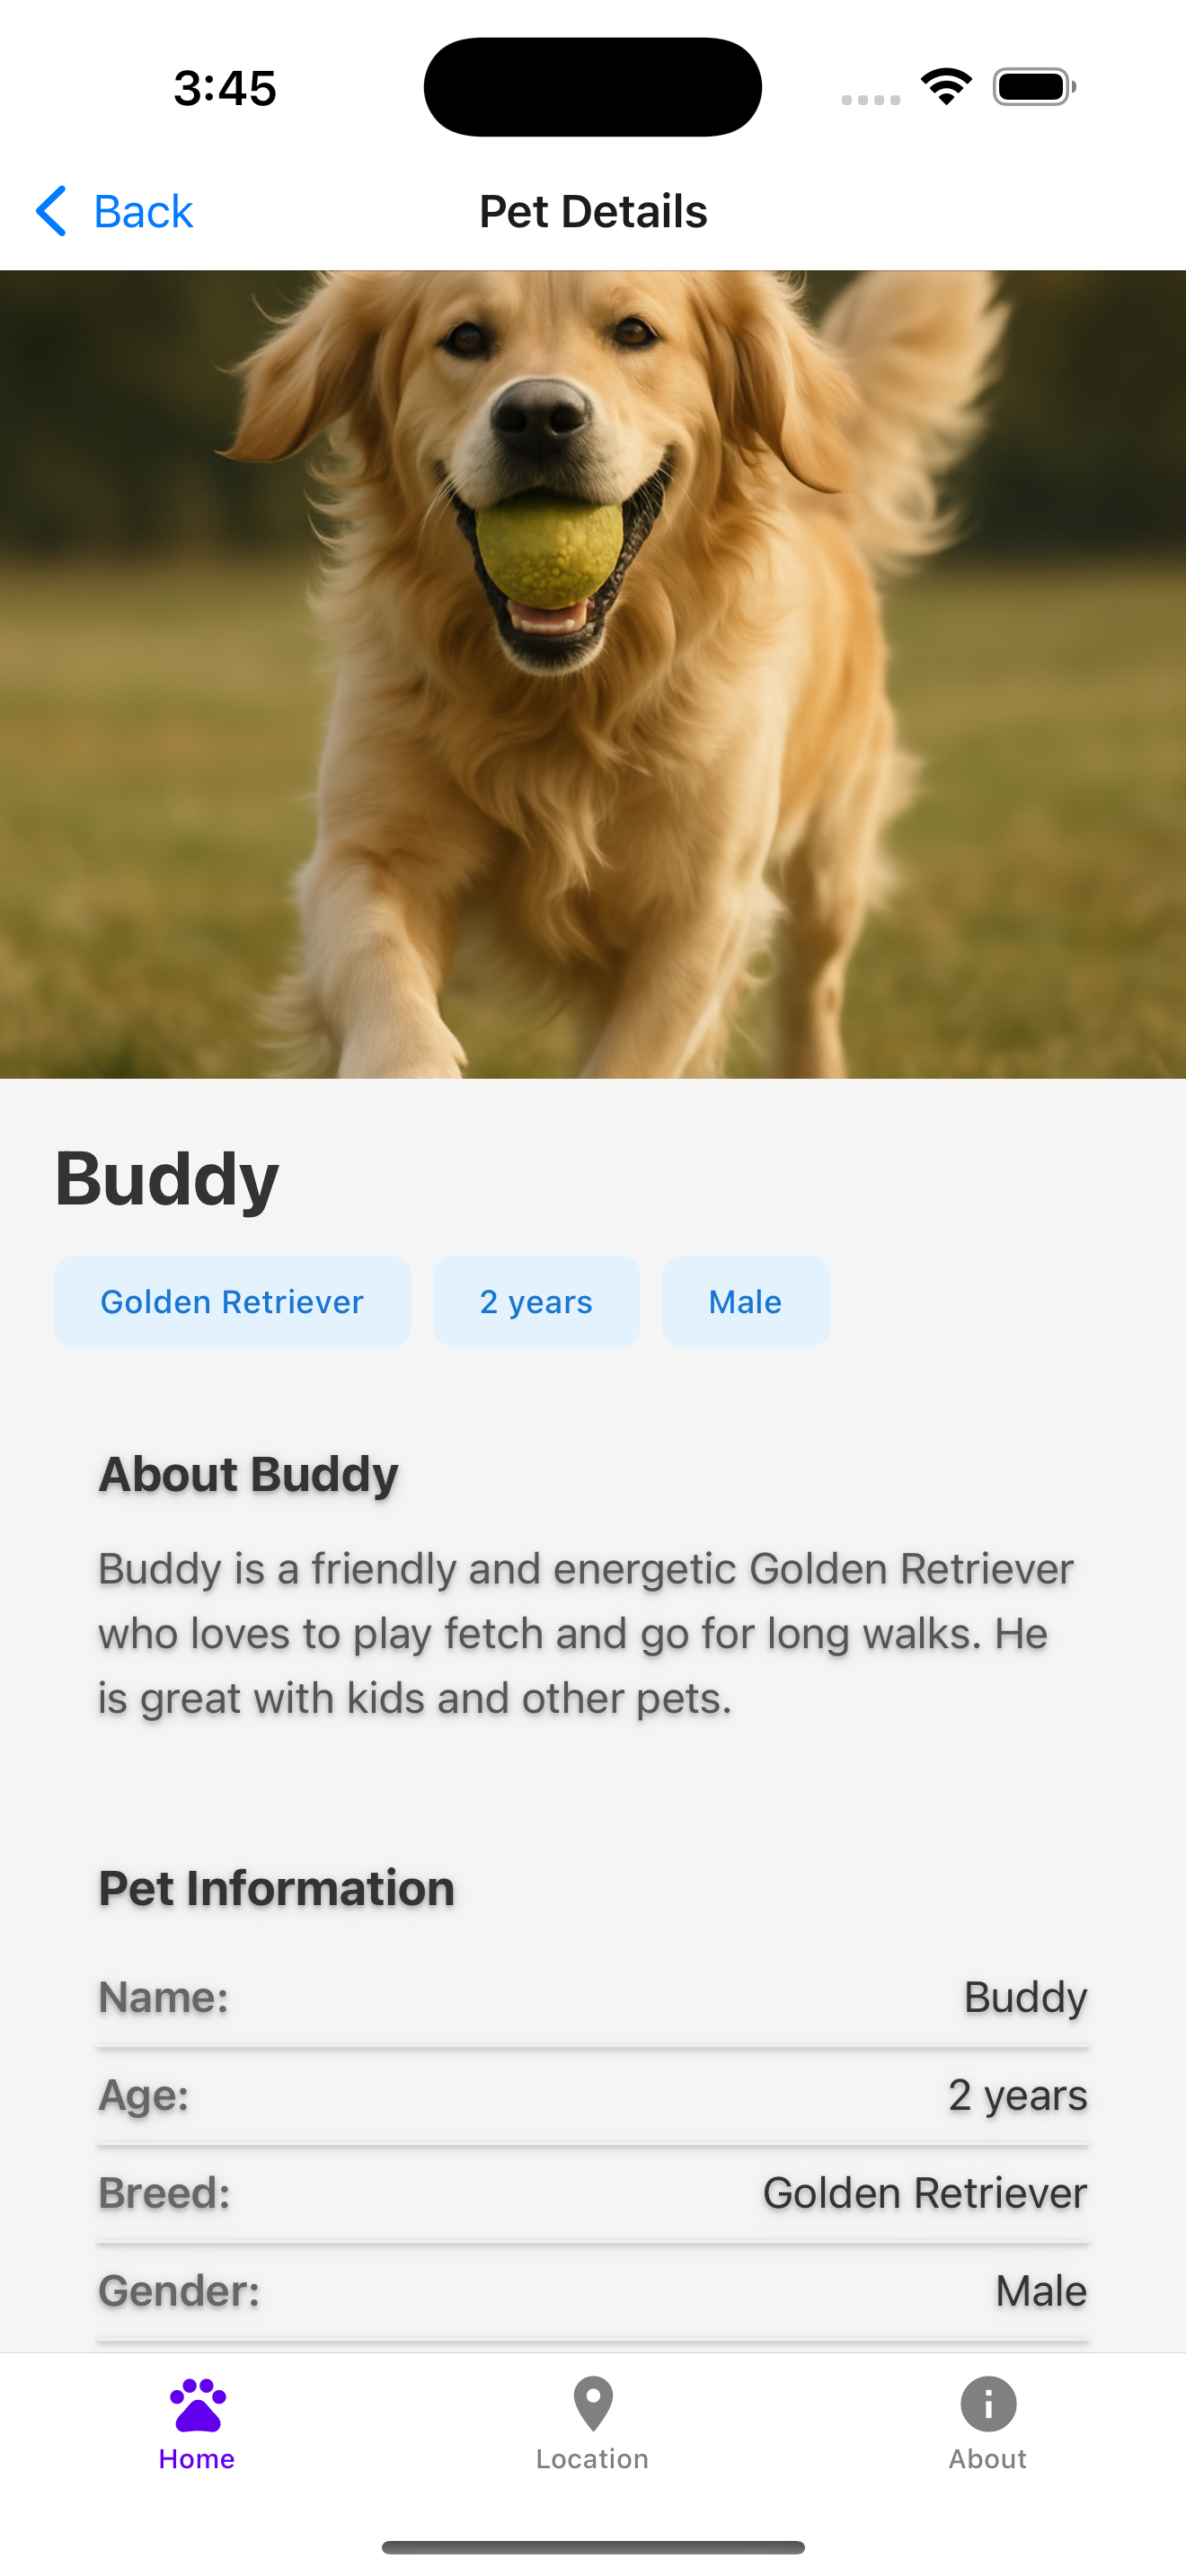 3:45
Back
Pet Details
Buddy
Golden Retriever
2 years
Male
About Buddy
Buddy is a friendly and energetic Golden Retriever
who loves to play fetch and go for long walks. He
is great with kids and other pets.
Pet Information
Name: Buddy
Age: 2 years
Breed: Golden Retriever
Gender: Male
Home
Location
About